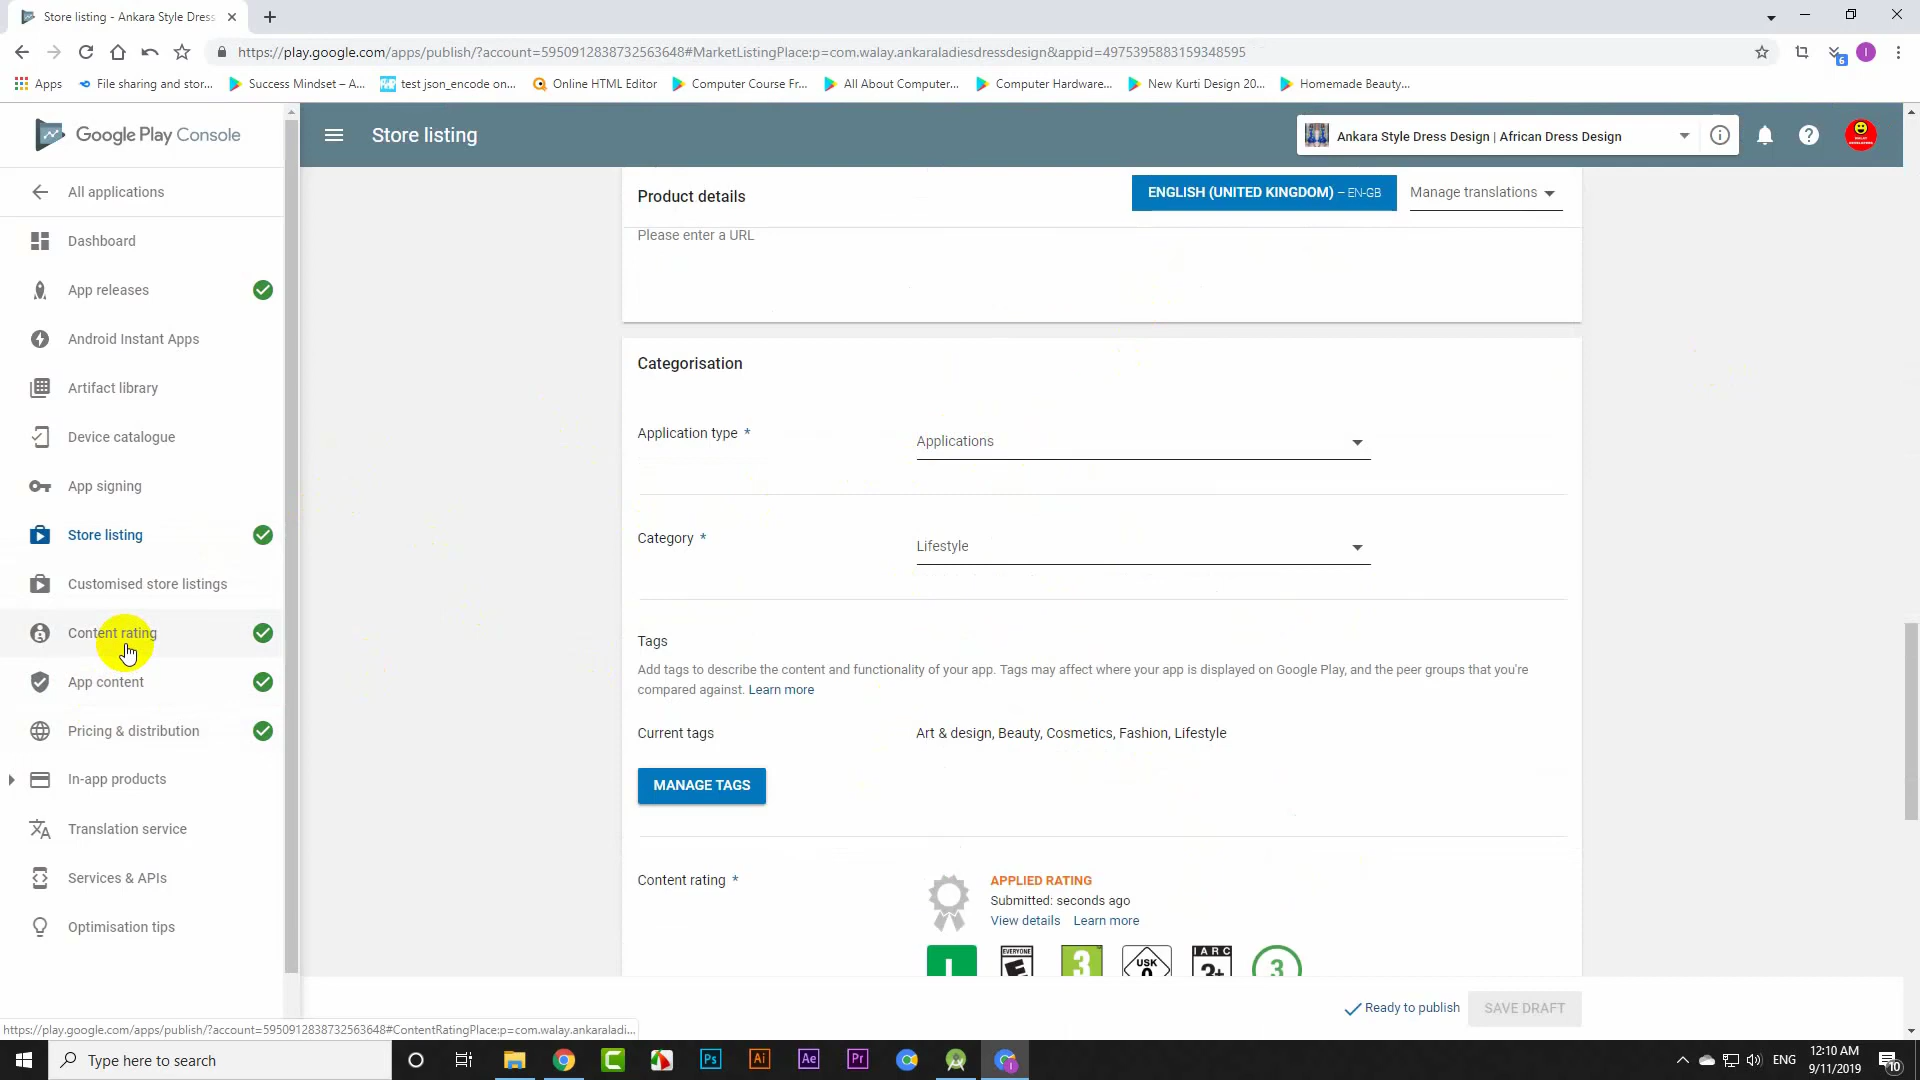 Store listing - Ankara Style Dress
https://play.google.com/apps/publish/?account=5950912838732563648#MarketListingPlace:p=com.walay.ankaraladiesdressdesign&appid=4975395883159348595
6
I
Apps
File sharing and stor...
Success Mindset – A...
test json_encode on...
Online HTML Editor
Computer Course Fr...
All About Computer...
Computer Hardware...
New Kurti Design 20...
Homemade Beauty...
Google Play Console
Store listing
Ankara Style Dress Design | African Dress Design
All applications
Dashboard
App releases
Android Instant Apps
Artifact library
Device catalogue
App signing
Store listing
Customised store listings
Content rating
App content
Pricing & distribution
In-app products
Translation service
Services & APIs
Optimisation tips
Product details
ENGLISH (UNITED KINGDOM) – EN-GB
Manage translations
Please enter a URL
Categorisation
Application type *
Applications
Category *
Lifestyle
Tags
Add tags to describe the content and functionality of your app. Tags may affect where your app is displayed on Google Play, and the peer groups that you're
compared against. Learn more
Current tags
Art & design, Beauty, Cosmetics, Fashion, Lifestyle
MANAGE TAGS
Content rating *
APPLIED RATING
Submitted: seconds ago
View details Learn more
L
EVERYONE
E
3
USK
0
IARC
3+
3
Ready to publish
SAVE DRAFT
https://play.google.com/apps/publish/?account=5950912838732563648#ContentRatingPlace:p=com.walay.ankaraladi...
Type here to search
Ps
Ai
Ae
Pr
ENG
12:10 AM
9/11/2019
10